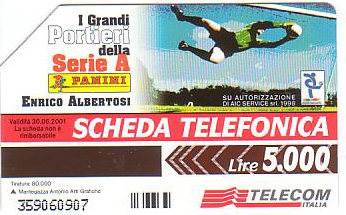 I Grandi
Portieri
della
Serie A
PANINI
ENRICO ALBERTOSI
SU AUTORIZZAZIONE
DI AIC SERVICE srl 1998
Validità 30.06.2001
La scheda non è
rimborsabile
SCHEDA TELEFONICA
Lire 5.000
Tiratura: 80.000
Mantegazza Antonio Arti Grafiche
359060907
TELECOM
ITALIA